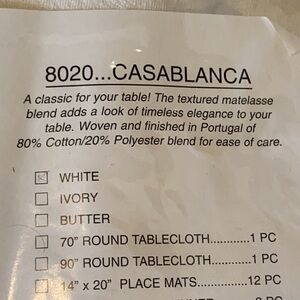 8020...CASABLANCA
A classic for your table! The textured matelasse
blend adds a look of timeless elegance to your
table. Woven and finished in Portugal of
80% Cotton/20% Polyester blend for ease of care.
WHITE
IVORY
BUTTER
70" ROUND TABLECLOTH............1 PC
90" ROUND TABLECLOTH............1 PC
14" x 20" PLACE MATS..............12 PC